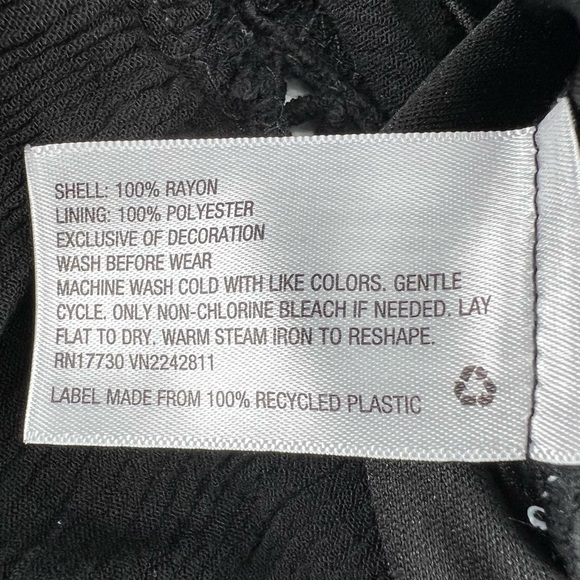 SHELL: 100% RAYON
LINING: 100% POLYESTER
EXCLUSIVE OF DECORATION
WASH BEFORE WEAR
MACHINE WASH COLD WITH LIKE COLORS. GENTLE
CYCLE. ONLY NON-CHLORINE BLEACH IF NEEDED. LAY
FLAT TO DRY. WARM STEAM IRON TO RESHAPE.
RN17730 VN2242811
LABEL MADE FROM 100% RECYCLED PLASTIC